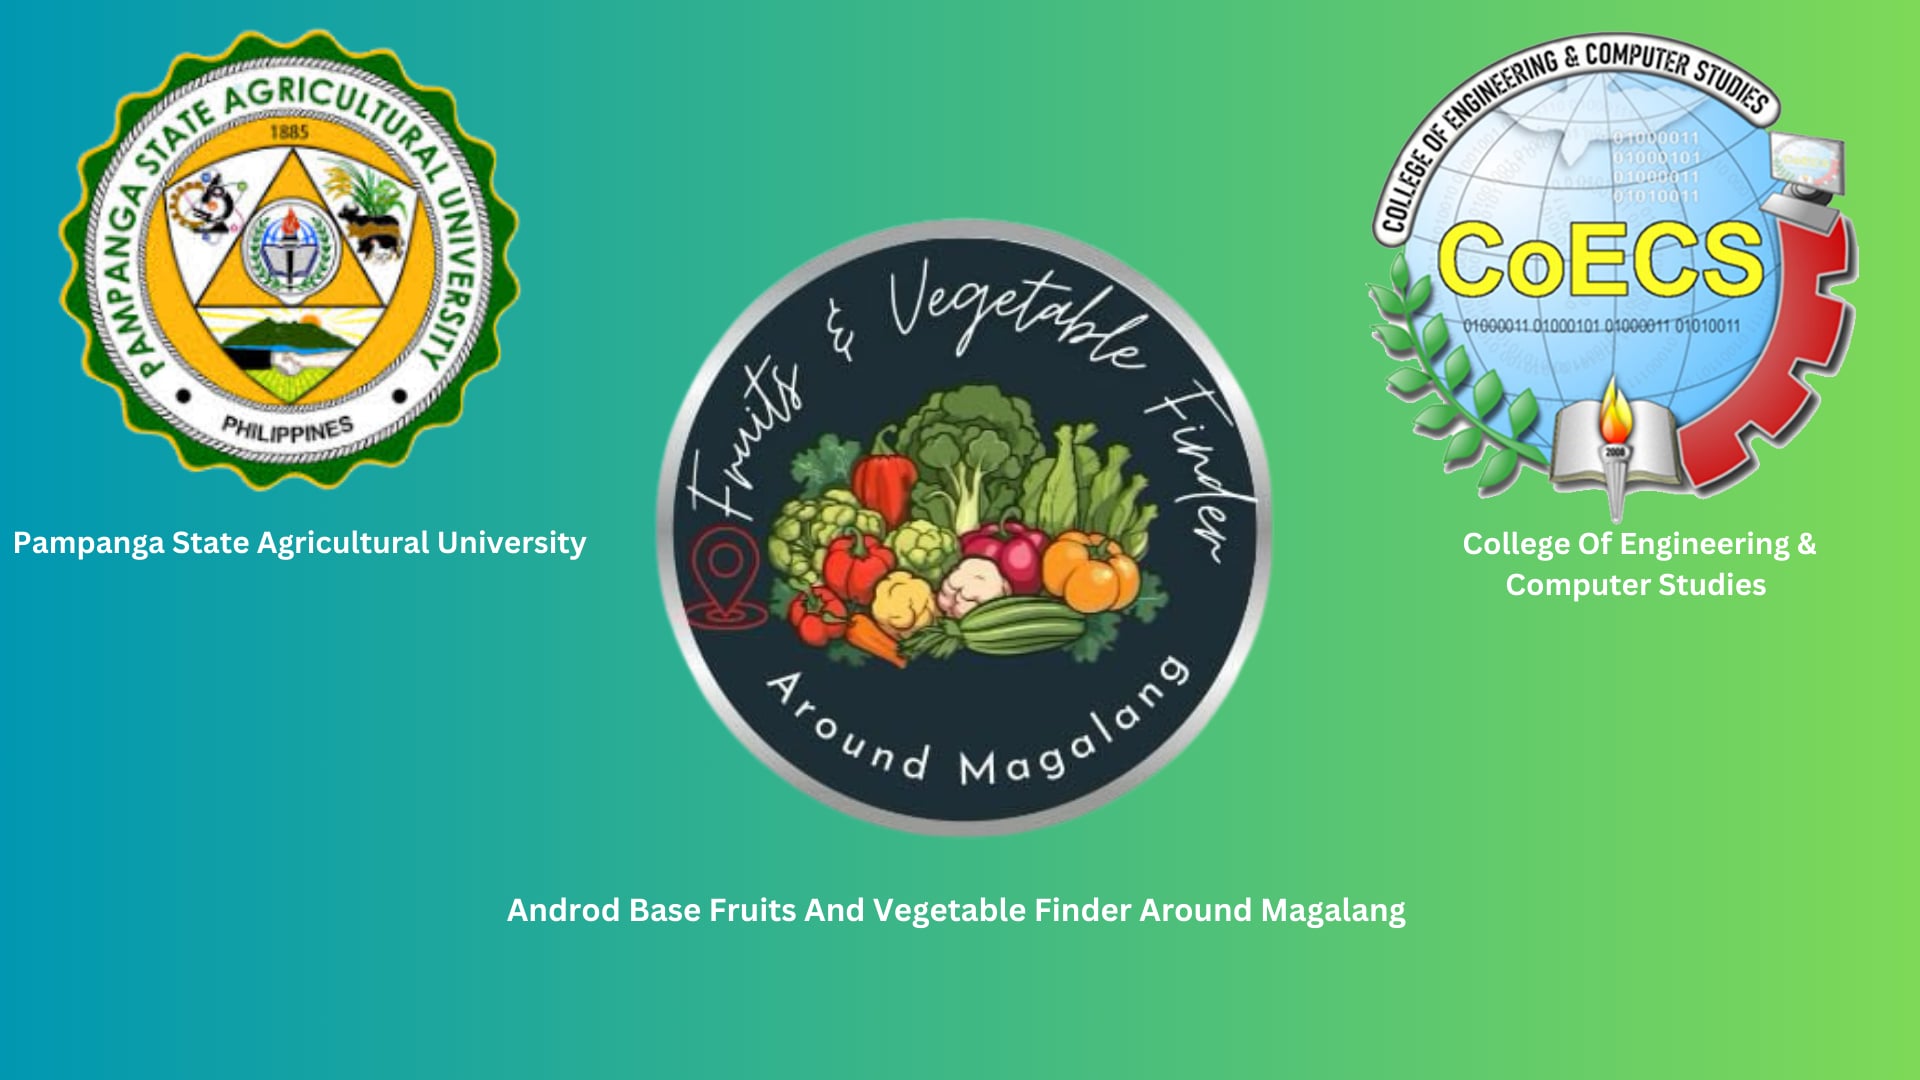 PAMPANGA STATE AGRICULTURAL UNIVERSITY
1885
PHILIPPINES
Pampanga State Agricultural University
Fruits & Vegetable Finder
Around Magalang
COLLEGE OF ENGINEERING & COMPUTER STUDIES
01000011
01000101
01000011
01010011
CoECS
01000011 01000101 01000011 01010011
2008
College Of Engineering &
Computer Studies
Androd Base Fruits And Vegetable Finder Around Magalang